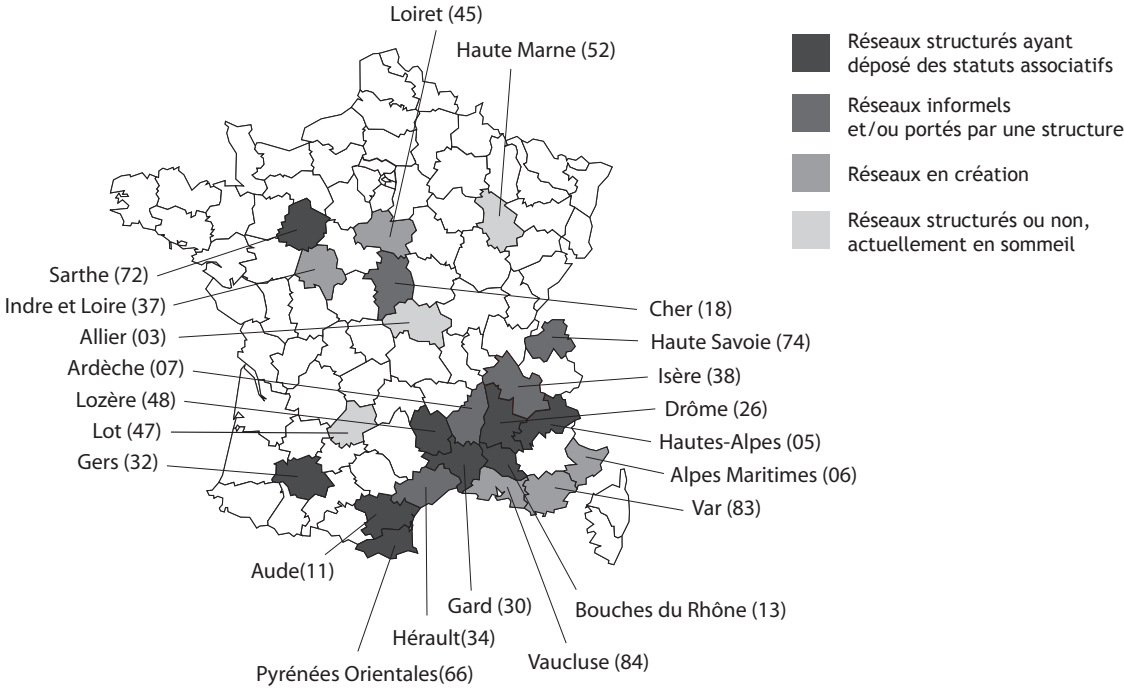 Loiret (45)
Haute Marne (52)
Réseaux structurés ayant
déposé des statuts associatifs
Réseaux informels
et/ou portés par une structure
Réseaux en création
Réseaux structurés ou non,
actuellement en sommeil
Sarthe (72)
Indre et Loire (37)
Allier (03)
Ardèche (07)
Lozère (48)
Lot (47)
Gers (32)
Cher (18)
Haute Savoie (74)
Isère (38)
Drôme (26)
Hautes-Alpes (05)
Alpes Maritimes (06)
Var (83)
Aude(11)
Gard (30)
Bouches du Rhône (13)
Hérault(34)
Vaucluse (84)
Pyrénées Orientales(66)